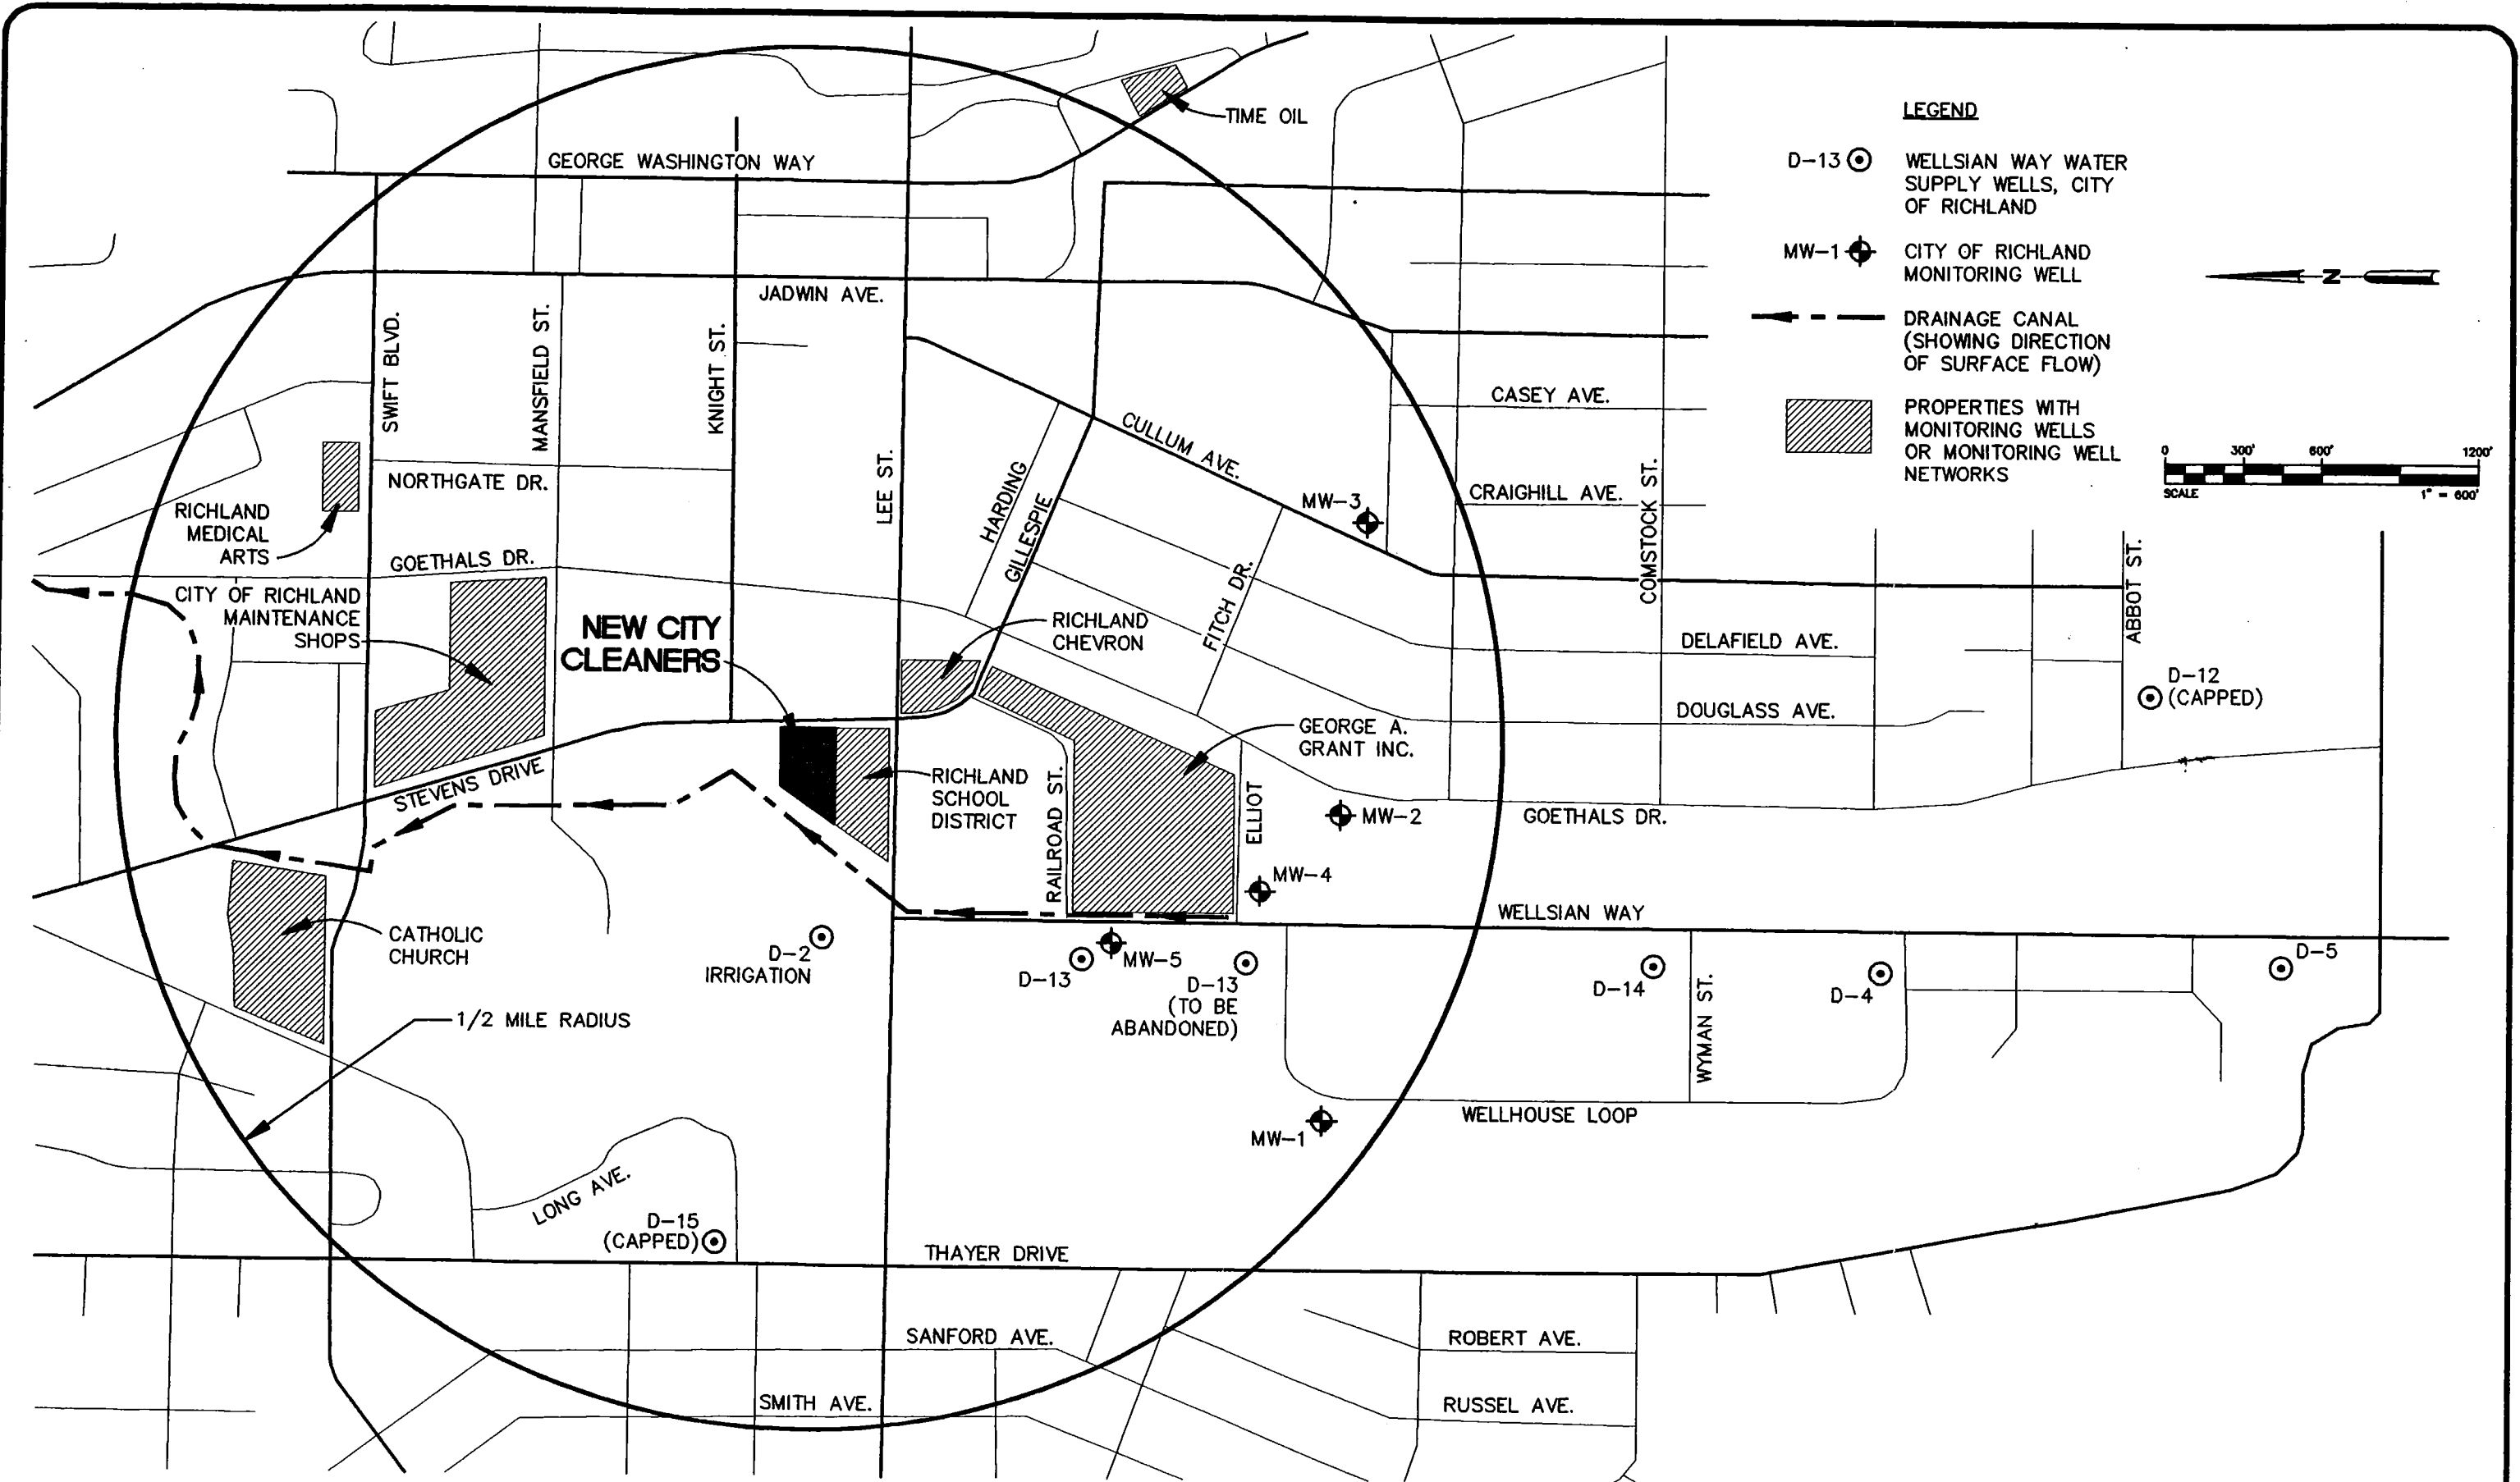 TIME OIL
GEORGE WASHINGTON WAY
JADWIN AVE.
SWIFT BLVD.
MANSFIELD ST.
KNIGHT ST.
LEE ST.
NORTHGATE DR.
RICHLAND
MEDICAL
ARTS
GOETHALS DR.
CITY OF RICHLAND
MAINTENANCE
SHOPS
NEW CITY
CLEANERS
HARDING
GILLESPIE
CULLUM AVE.
FITCH DR.
RICHLAND
CHEVRON
MW-3
CASEY AVE.
CRAIGHILL AVE.
COMSTOCK ST.
DELAFIELD AVE.
DOUGLASS AVE.
ABBOT ST.
D-12
(CAPPED)
GEORGE A.
GRANT INC.
STEVENS DRIVE
RICHLAND
SCHOOL
DISTRICT
RAILROAD ST.
ELLIOT
MW-2
GOETHALS DR.
MW-4
WELLSIAN WAY
CATHOLIC
CHURCH
D-2
IRRIGATION
D-13
MW-5
D-13
(TO BE
ABANDONED)
D-14
WYMAN ST.
D-4
D-5
1/2 MILE RADIUS
MW-1
WELLHOUSE LOOP
LONG AVE.
D-15
(CAPPED)
THAYER DRIVE
SANFORD AVE.
SMITH AVE.
ROBERT AVE.
RUSSEL AVE.
LEGEND
D-13
WELLSIAN WAY WATER
SUPPLY WELLS, CITY
OF RICHLAND
MW-1
CITY OF RICHLAND
MONITORING WELL
DRAINAGE CANAL
(SHOWING DIRECTION
OF SURFACE FLOW)
PROPERTIES WITH
MONITORING WELLS
OR MONITORING WELL
NETWORKS
N
0 300' 600' 1200'
SCALE 1" = 600'